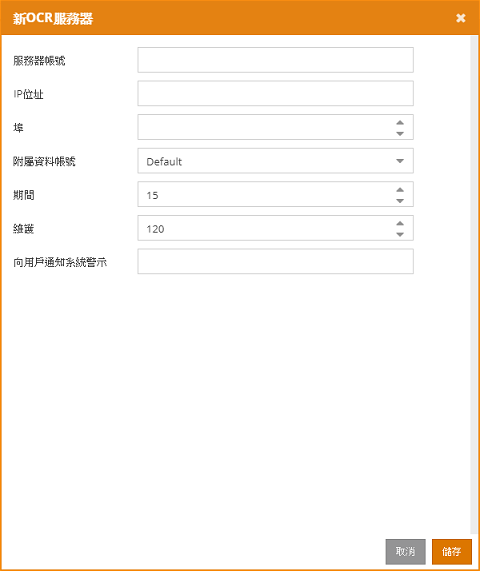 新OCR服務器
服務器帳號
IP位址
埠
附屬資料帳號
Default
期間
15
維護
120
向用戶通知系統警示
取消
儲存